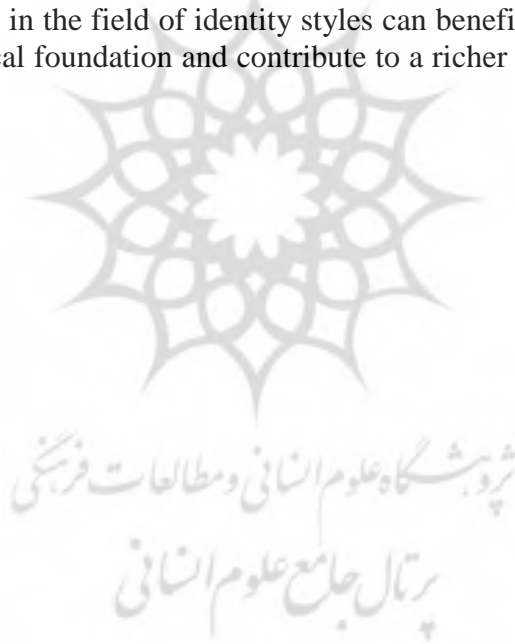 in the field of identity styles can benefi
al foundation and contribute to a richer
پژوهشگاه علوم انسانی و مطالعات فرهنگی
پرتال جامع علوم انسانی